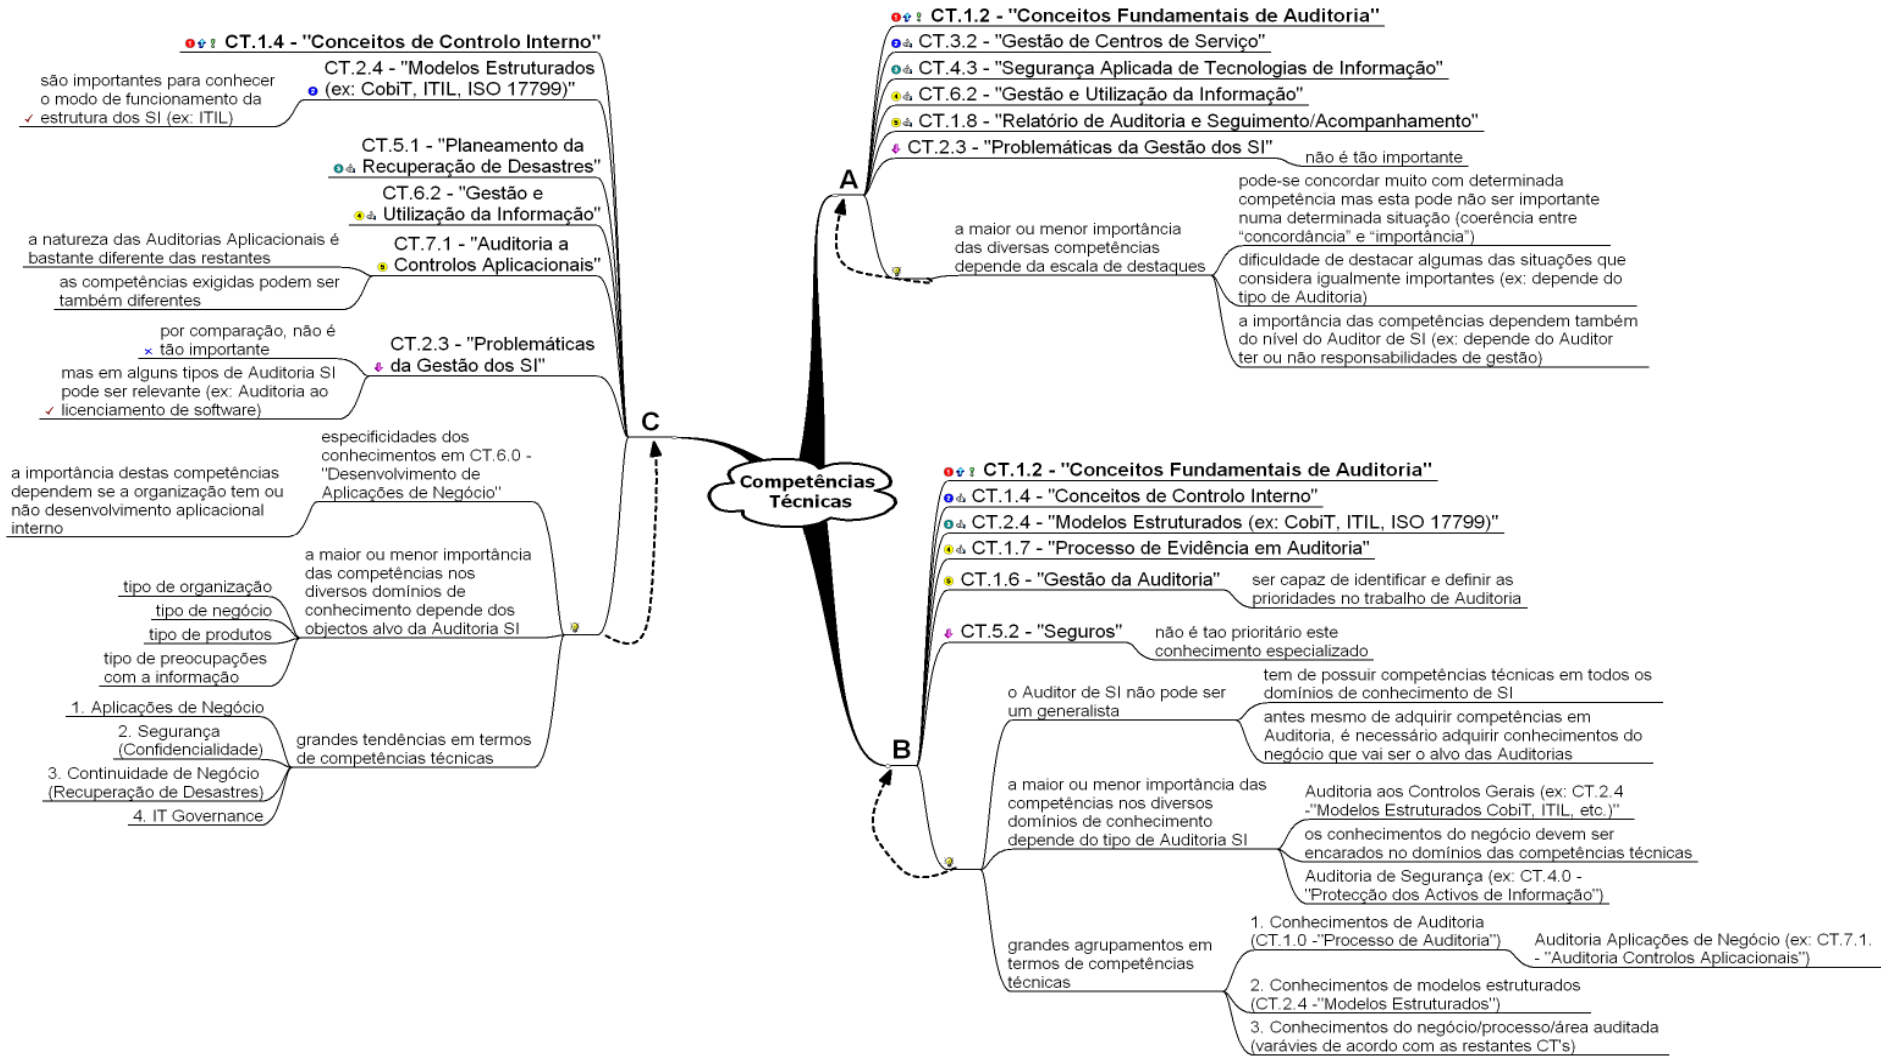 Competências
Técnicas
A
CT.1.2 - "Conceitos Fundamentais de Auditoria"
CT.3.2 - "Gestão de Centros de Serviço"
CT.4.3 - "Segurança Aplicada de Tecnologias de Informação"
CT.6.2 - "Gestão e Utilização da Informação"
CT.1.8 - "Relatório de Auditoria e Seguimento/Acompanhamento"
CT.2.3 - "Problemáticas da Gestão dos SI"
não é tão importante
a maior ou menor importância
das diversas competências
depende da escala de destaques
pode-se concordar muito com determinada
competência mas esta pode não ser importante
numa determinada situação (coerência entre
“concordância” e “importância”)
dificuldade de destacar algumas das situações que
considera igualmente importantes (ex: depende do
tipo de Auditoria)
a importância das competências dependem também
do nível do Auditor de SI (ex: depende do Auditor
ter ou não responsabilidades de gestão)
B
CT.1.2 - "Conceitos Fundamentais de Auditoria"
CT.1.4 - "Conceitos de Controlo Interno"
CT.2.4 - "Modelos Estruturados (ex: CobiT, ITIL, ISO 17799)"
CT.1.7 - "Processo de Evidência em Auditoria"
CT.1.6 - "Gestão da Auditoria"
ser capaz de identificar e definir as
prioridades no trabalho de Auditoria
CT.5.2 - "Seguros"
não é tao prioritário este
conhecimento especializado
o Auditor de SI não pode ser
um generalista
tem de possuir competências técnicas em todos os
domínios de conhecimento de SI
antes mesmo de adquirir competências em
Auditoria, é necessário adquirir conhecimentos do
negócio que vai ser o alvo das Auditorias
a maior ou menor importância das
competências nos diversos
domínios de conhecimento
depende do tipo de Auditoria SI
Auditoria aos Controlos Gerais (ex: CT.2.4
-"Modelos Estruturados CobiT, ITIL, etc.)"
os conhecimentos do negócio devem ser
encarados no domínios das competências técnicas
Auditoria de Segurança (ex: CT.4.0 -
"Protecção dos Activos de Informação")
grandes agrupamentos em
termos de competências
técnicas
1. Conhecimentos de Auditoria
(CT.1.0 -"Processo de Auditoria")
Auditoria Aplicações de Negócio (ex: CT.7.1.
- "Auditoria Controlos Aplicacionais")
2. Conhecimentos de modelos estruturados
(CT.2.4 -"Modelos Estruturados")
3. Conhecimentos do negócio/processo/área auditada
(varávies de acordo com as restantes CT's)
C
CT.1.4 - "Conceitos de Controlo Interno"
CT.2.4 - "Modelos Estruturados
(ex: CobiT, ITIL, ISO 17799)"
são importantes para conhecer
o modo de funcionamento da
estrutura dos SI (ex: ITIL)
CT.5.1 - "Planeamento da
Recuperação de Desastres"
CT.6.2 - "Gestão e
Utilização da Informação"
CT.7.1 - "Auditoria a
Controlos Aplicacionais"
a natureza das Auditorias Aplicacionais é
bastante diferente das restantes
as competências exigidas podem ser
também diferentes
CT.2.3 - "Problemáticas
da Gestão dos SI"
por comparação, não é
tão importante
mas em alguns tipos de Auditoria SI
pode ser relevante (ex: Auditoria ao
licenciamento de software)
especificidades dos
conhecimentos em CT.6.0 -
"Desenvolvimento de
Aplicações de Negócio"
a importância destas competências
dependem se a organização tem ou
não desenvolvimento aplicacional
interno
a maior ou menor importância
das competências nos
diversos domínios de
conhecimento depende dos
objectos alvo da Auditoria SI
tipo de organização
tipo de negócio
tipo de produtos
tipo de preocupações
com a informação
grandes tendências em termos
de competências técnicas
1. Aplicações de Negócio
2. Segurança
(Confidencialidade)
3. Continuidade de Negócio
(Recuperação de Desastres)
4. IT Governance